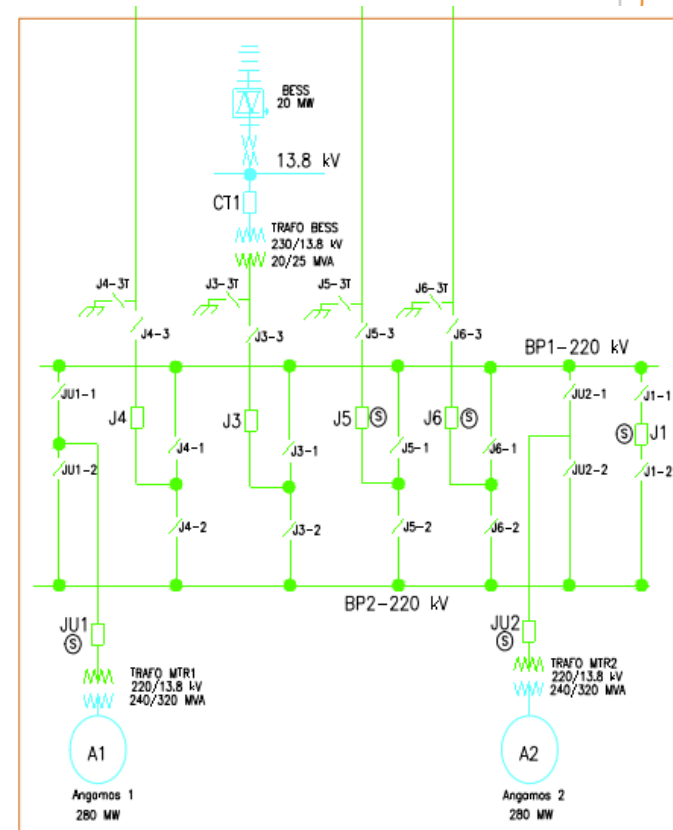 BESS
20 MW
13.8 kV
CT1
TRAFO BESS
230/13.8 kV
20/25 MVA
J4-3T
J3-3T
J5-3T
J6-3T
J4-3
J3-3
J5-3
J6-3
BP1-220 kV
JU1-1
JU2-1
J1-1
J4
J3
J5
S
J6
S
S
J1
J4-1
J3-1
J5-1
J6-1
JU1-2
JU2-2
J1-2
J4-2
J3-2
J5-2
J6-2
BP2-220 kV
JU1
S
JU2
S
TRAFO MTR1
220/13.8 kV
240/320 MVA
TRAFO MTR2
220/13.8 kV
240/320 MVA
A1
A2
Angamos 1
280 MW
Angamos 2
280 MW